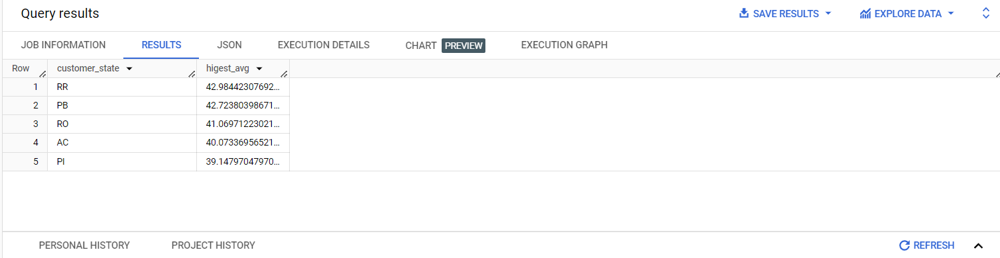 Query results SAVE RESULTS EXPLORE DATA
JOB INFORMATION RESULTS JSON EXECUTION DETAILS CHART PREVIEW EXECUTION GRAPH
Row customer_state higest_avg
1 RR 42.98442307692...
2 PB 42.72380398671...
3 RO 41.06971223021...
4 AC 40.07336956521...
5 PI 39.14797047970...
PERSONAL HISTORY PROJECT HISTORY REFRESH